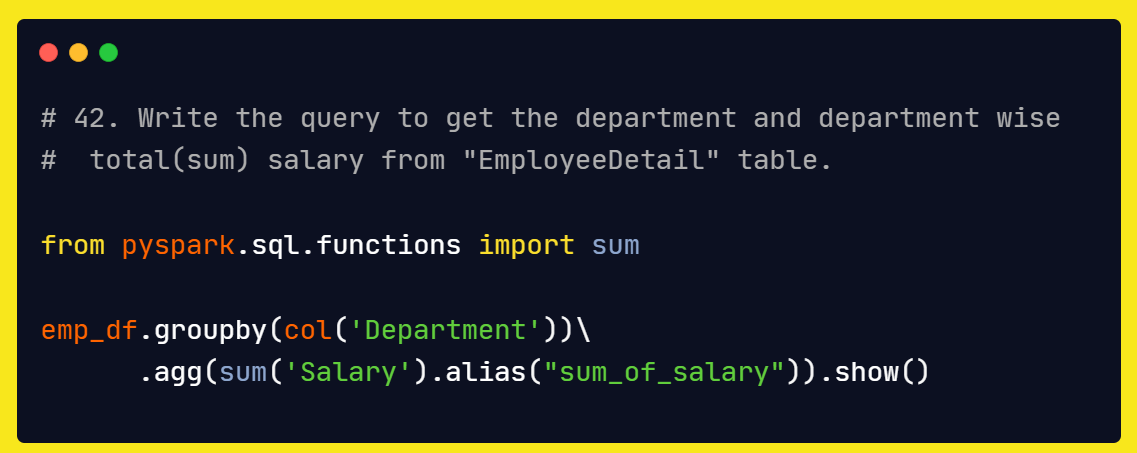 # 42. Write the query to get the department and department wise
#  total(sum) salary from "EmployeeDetail" table.
from pyspark.sql.functions import sum
emp_df.groupby(col('Department'))\
      .agg(sum('Salary').alias("sum_of_salary")).show()